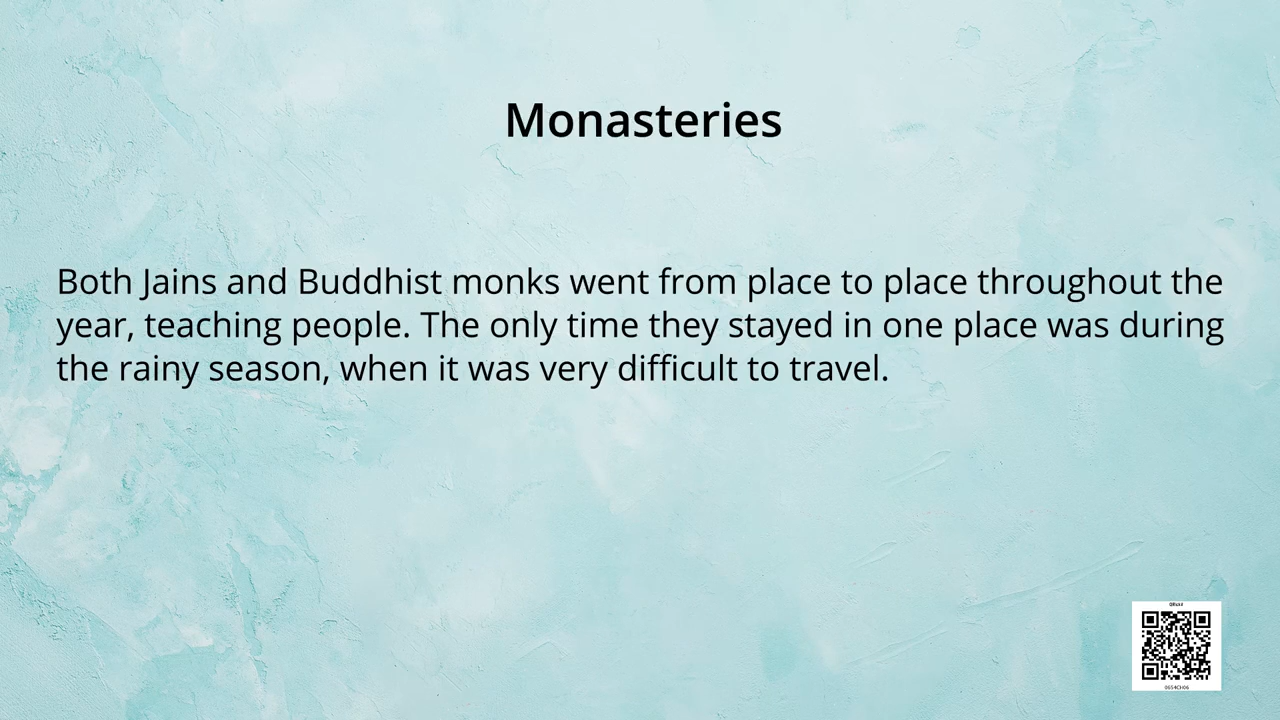 Monasteries
Both Jains and Buddhist monks went from place to place throughout the
year, teaching people. The only time they stayed in one place was during
the rainy season, when it was very difficult to travel.
0654CH06